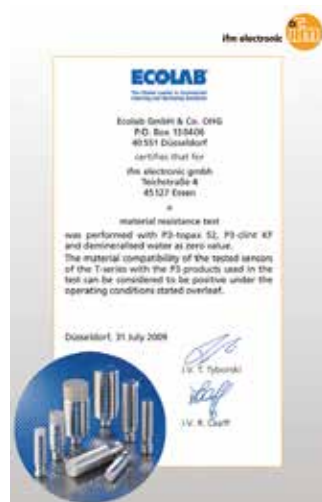 ifm electronic
ECOLAB
Ecolab GmbH & Co. OHG
P.O. Box 130406
40551 Düsseldorf
certifies that for
ifm electronic gmbh
Teichstraße 4
45127 Essen
a
material resistance test
was performed with P3-topax 52, P3-clint KF
and demineralised water as zero value.
The material compatibility of the tested sensors
of the T-series with the P3-products used in the
test can be considered to be positive under the
operating conditions stated overleaf.
Düsseldorf, 31 July 2009
i.V. T. Tyborski
i.V. R.